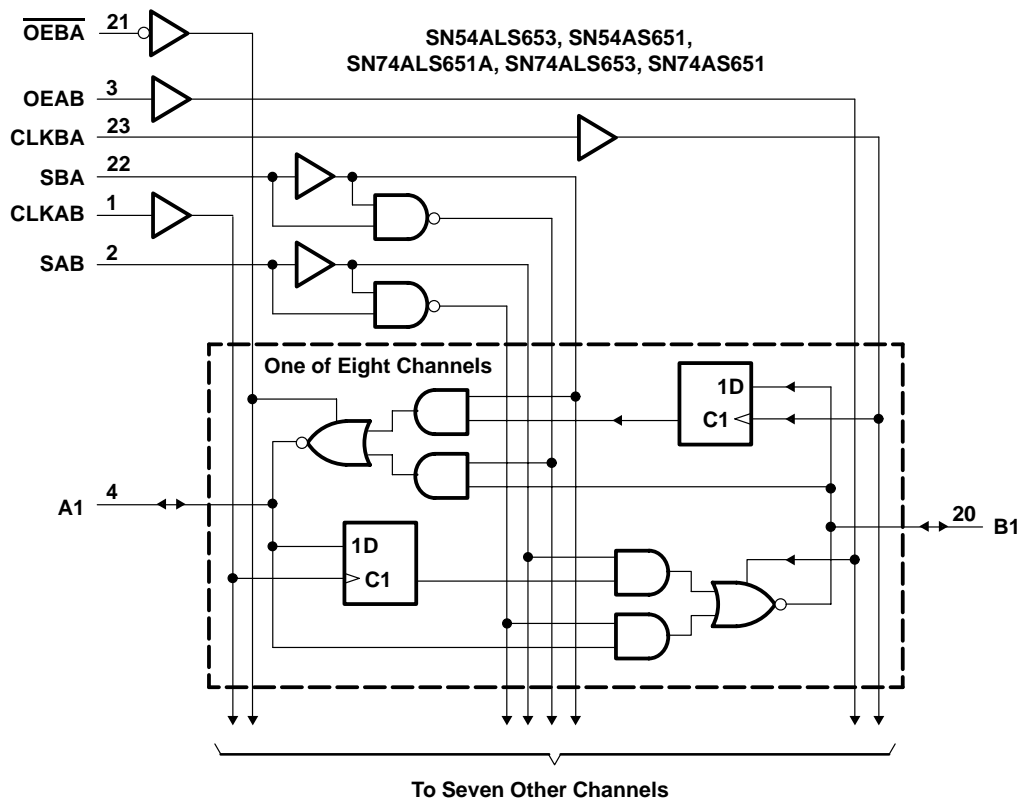 OEBA 21
SN54ALS653, SN54AS651,
SN74ALS651A, SN74ALS653, SN74AS651
OEAB 3
CLKBA 23
SBA 22
CLKAB 1
SAB 2
One of Eight Channels
1D
C1
A1 4
20 B1
1D
C1
To Seven Other Channels